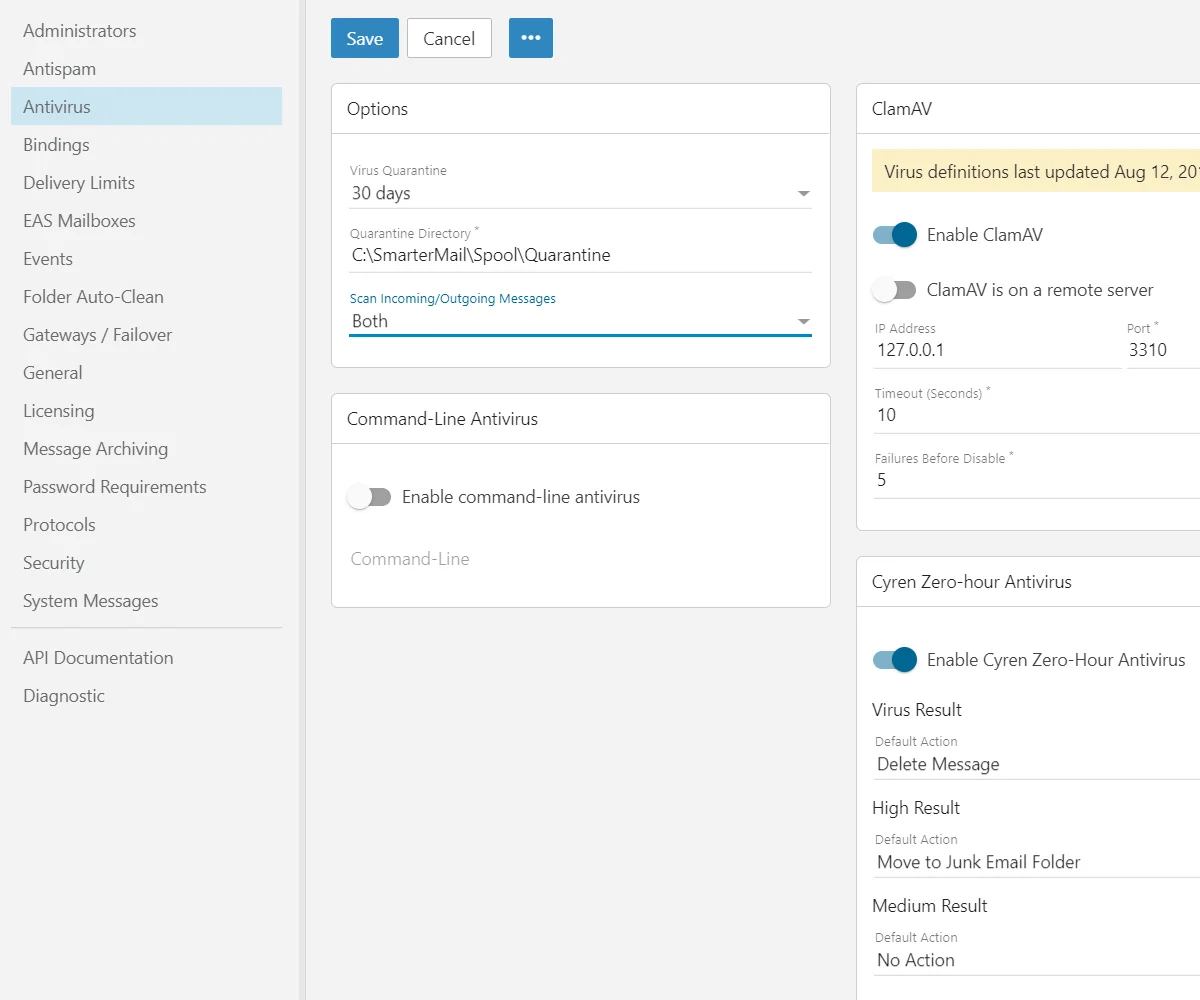 Administrators
Antispam
Antivirus
Bindings
Delivery Limits
EAS Mailboxes
Events
Folder Auto-Clean
Gateways / Failover
General
Licensing
Message Archiving
Password Requirements
Protocols
Security
System Messages
API Documentation
Diagnostic
Save
Cancel
Options
Virus Quarantine
30 days
Quarantine Directory *
C:\SmarterMail\Spool\Quarantine
Scan Incoming/Outgoing Messages
Both
Command-Line Antivirus
Enable command-line antivirus
Command-Line
ClamAV
Virus definitions last updated Aug 12,
Enable ClamAV
ClamAV is on a remote server
IP Address
127.0.0.1
Port *
3310
Timeout (Seconds) *
10
Failures Before Disable *
5
Cyren Zero-hour Antivirus
Enable Cyren Zero-Hour Antivirus
Virus Result
Default Action
Delete Message
High Result
Default Action
Move to Junk Email Folder
Medium Result
Default Action
No Action